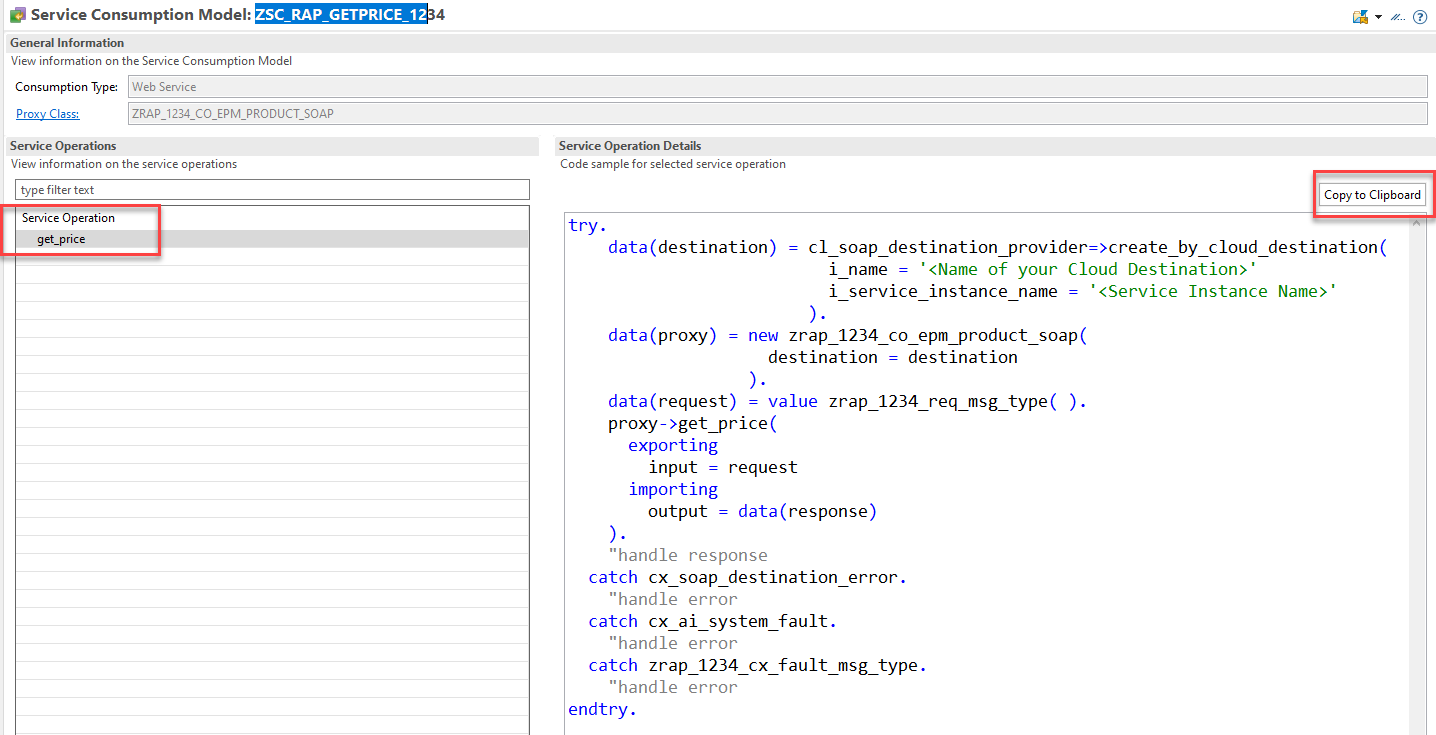 Service Consumption Model: ZSC_RAP_GETPRICE_1234
General Information
View information on the Service Consumption Model
Consumption Type: Web Service
Proxy Class: ZRAP_1234_CO_EPM_PRODUCT_SOAP
Service Operations
View information on the service operations
type filter text
Service Operation
get_price
Service Operation Details
Code sample for selected service operation
Copy to Clipboard
try.
data(destination) = cl_soap_destination_provider=>create_by_cloud_destination(
i_name = '<Name of your Cloud Destination>'
i_service_instance_name = '<Service Instance Name>'
).
data(proxy) = new zrap_1234_co_epm_product_soap(
destination = destination
).
data(request) = value zrap_1234_req_msg_type( ).
proxy->get_price(
exporting
input = request
importing
output = data(response)
).
"handle response
catch cx_soap_destination_error.
"handle error
catch cx_ai_system_fault.
"handle error
catch zrap_1234_cx_fault_msg_type.
"handle error
endtry.